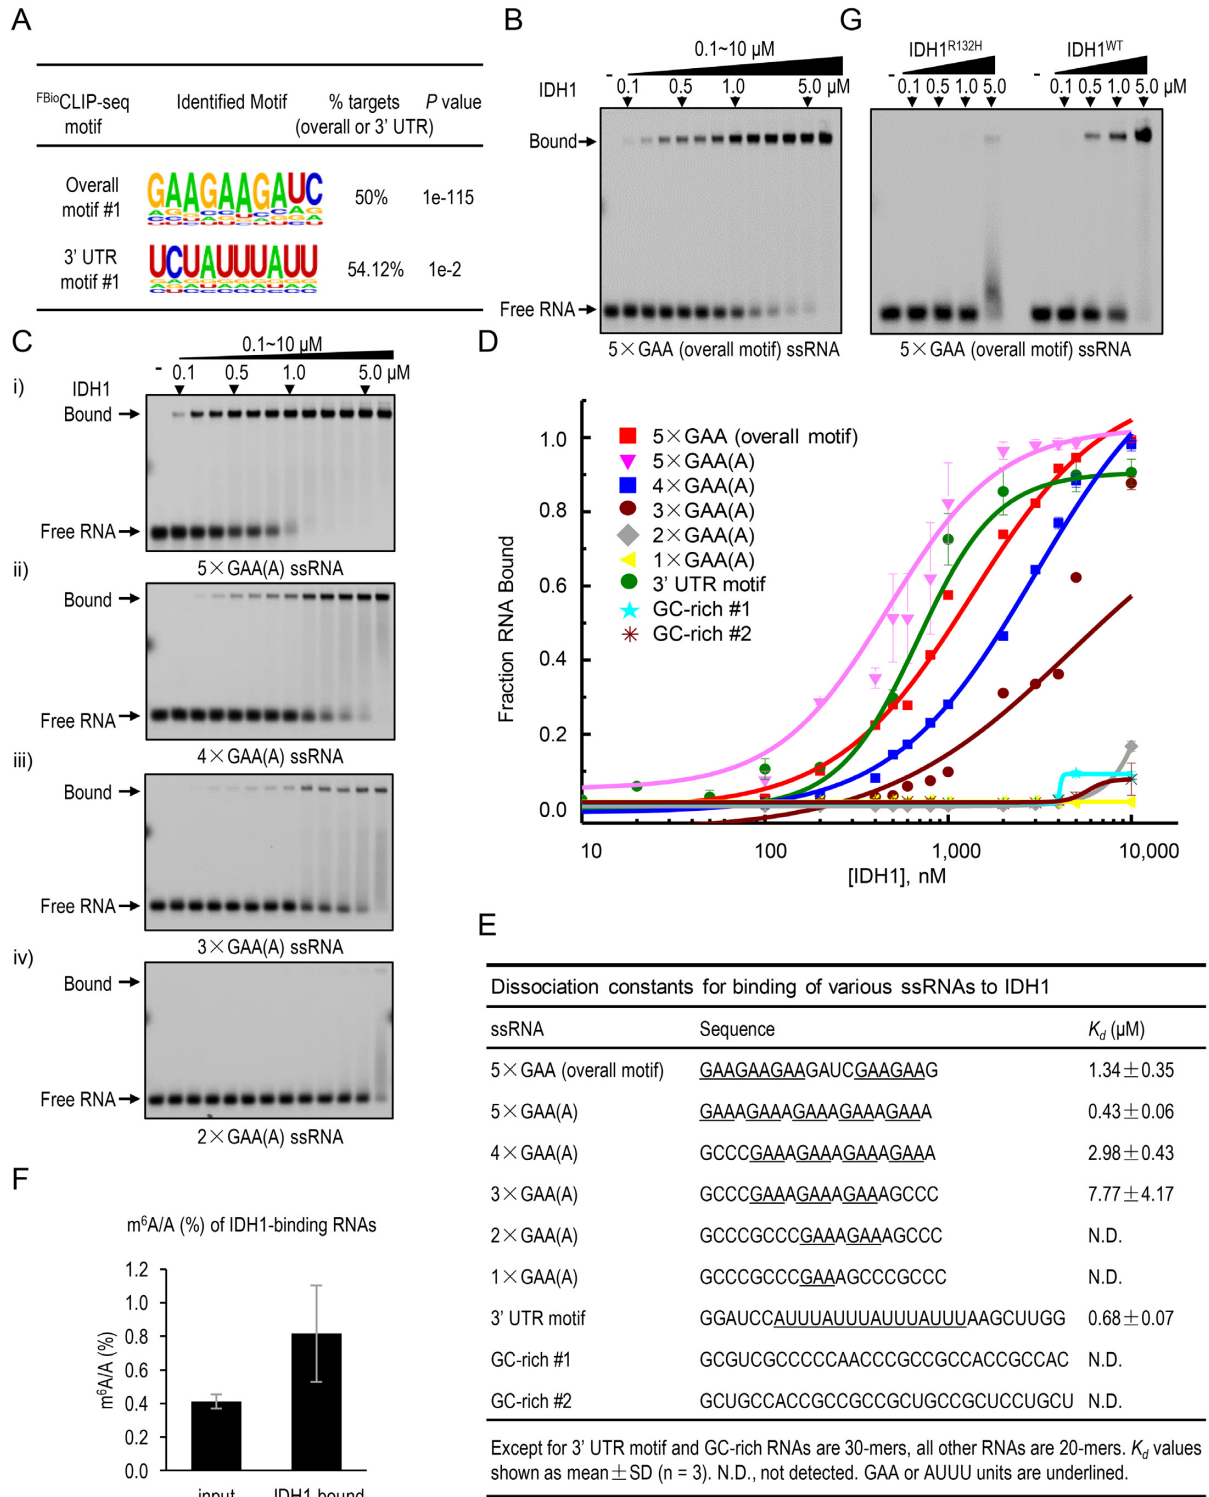 A
FBioCLIP-seq motif Identified Motif % targets (overall or 3' UTR) P value
Overall motif #1 GAAGAAGAUC 50% 1e-115
3' UTR motif #1 UCUAUUUAUU 54.12% 1e-2
B
0.1~10 µM
IDH1 - 0.1 0.5 1.0 5.0 µM
Bound
Free RNA
5×GAA (overall motif) ssRNA
G
IDH1R132H IDH1WT
- 0.1 0.5 1.0 5.0 - 0.1 0.5 1.0 5.0 µM
5×GAA (overall motif) ssRNA
C
0.1~10 µM
IDH1 - 0.1 0.5 1.0 5.0 µM
i)
Bound
Free RNA
5×GAA(A) ssRNA
ii)
Bound
Free RNA
4×GAA(A) ssRNA
iii)
Bound
Free RNA
3×GAA(A) ssRNA
iv)
Bound
Free RNA
2×GAA(A) ssRNA
D
Fraction RNA Bound
1.0
0.8
0.6
0.4
0.2
0.0
5×GAA (overall motif)
5×GAA(A)
4×GAA(A)
3×GAA(A)
2×GAA(A)
1×GAA(A)
3' UTR motif
GC-rich #1
GC-rich #2
10 100 1,000 10,000
[IDH1], nM
E
Dissociation constants for binding of various ssRNAs to IDH1
ssRNA Sequence Kd (µM)
5×GAA (overall motif) GAAGAAGAAGAUCGAAGAAG 1.34±0.35
5×GAA(A) GAAAGAAAGAAAGAAAGAAA 0.43±0.06
4×GAA(A) GCCCGAAAGAAAGAAAGAAA 2.98±0.43
3×GAA(A) GCCCGAAAGAAAGAAAGCCC 7.77±4.17
2×GAA(A) GCCCGCCCGAAAGAAAGCCC N.D.
1×GAA(A) GCCCGCCCGAAAGCCCGCCC N.D.
3' UTR motif GGAUCCAUUUAUUUAUUUAUUUAAGCUUGG 0.68±0.07
GC-rich #1 GCGUCGCCCCCAACCCGCCGCCACCGCCAC N.D.
GC-rich #2 GCUGCCACCGCCGCCGCUGCCGCUCCUGCU N.D.
Except for 3' UTR motif and GC-rich RNAs are 30-mers, all other RNAs are 20-mers. Kd values
shown as mean±SD (n = 3). N.D., not detected. GAA or AUUU units are underlined.
F
m6A/A (%) of IDH1-binding RNAs
m6A/A (%)
1.2
1.0
0.8
0.6
0.4
0.2
0.0
input IDH1 bound